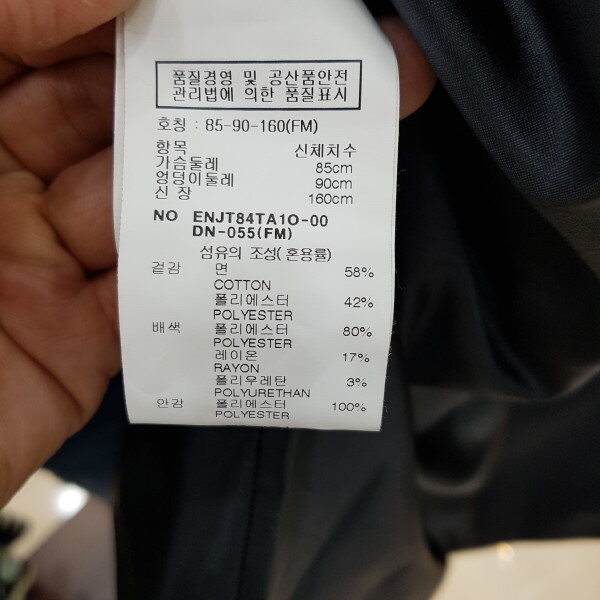 품질경영 및 공산품안전
관리법에 의한 품질표시
호칭 : 85-90-160(FM)
항목 신체치수
가슴둘레 85cm
엉덩이둘레 90cm
신 장 160cm
NO ENJT84TA10-00
DN-055(FM)
섬유의 조성(혼용률)
겉감 면 58%
COTTON
폴리에스터 42%
POLYESTER
배색 폴리에스터 80%
POLYESTER
레이온 17%
RAYON
폴리우레탄 3%
POLYURETHAN
안감 폴리에스터 100%
POLYESTER